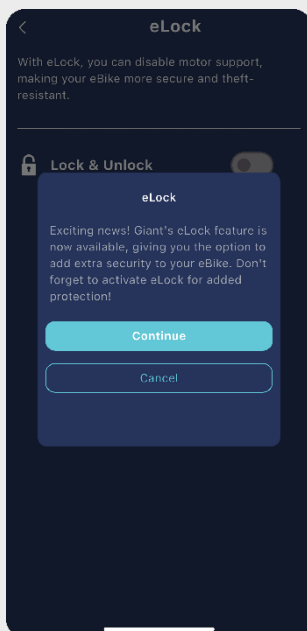 eLock
With eLock, you can disable motor support,
making your eBike more secure and theft-
resistant.
Lock & Unlock
eLock
Exciting news! Giant's eLock feature is
now available, giving you the option to
add extra security to your eBike. Don't
forget to activate eLock for added
protection!
Continue
Cancel